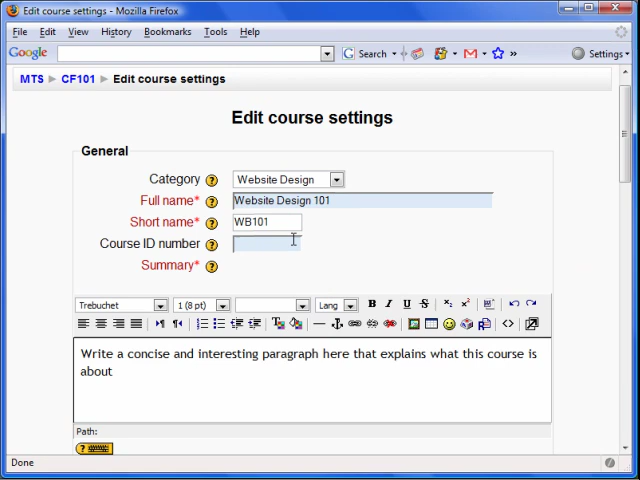 Edit course settings - Mozilla Firefox
File Edit View History Bookmarks Tools Help
Google G Search » Settings
MTS ► CF101 ► Edit course settings
Edit course settings
General
Category ? Website Design
Full name* ? Website Design 101
Short name* ? WB101
Course ID number ?
Summary* ?
Trebuchet 1 (8 pt) Lang B I U S
Write a concise and interesting paragraph here that explains what this course is
about
Path:
?
Done